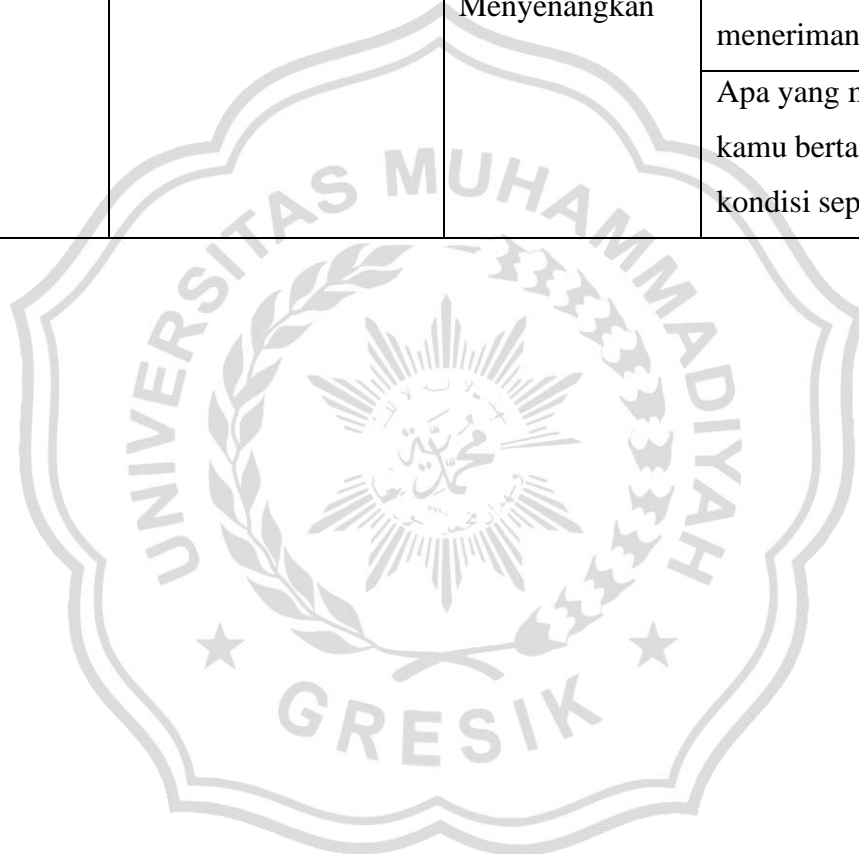 Menyenangkan
meneriman
Apa yang m
kamu berta
kondisi sep
UNIVERSITAS MUHAMMADIYAH
GRESIK